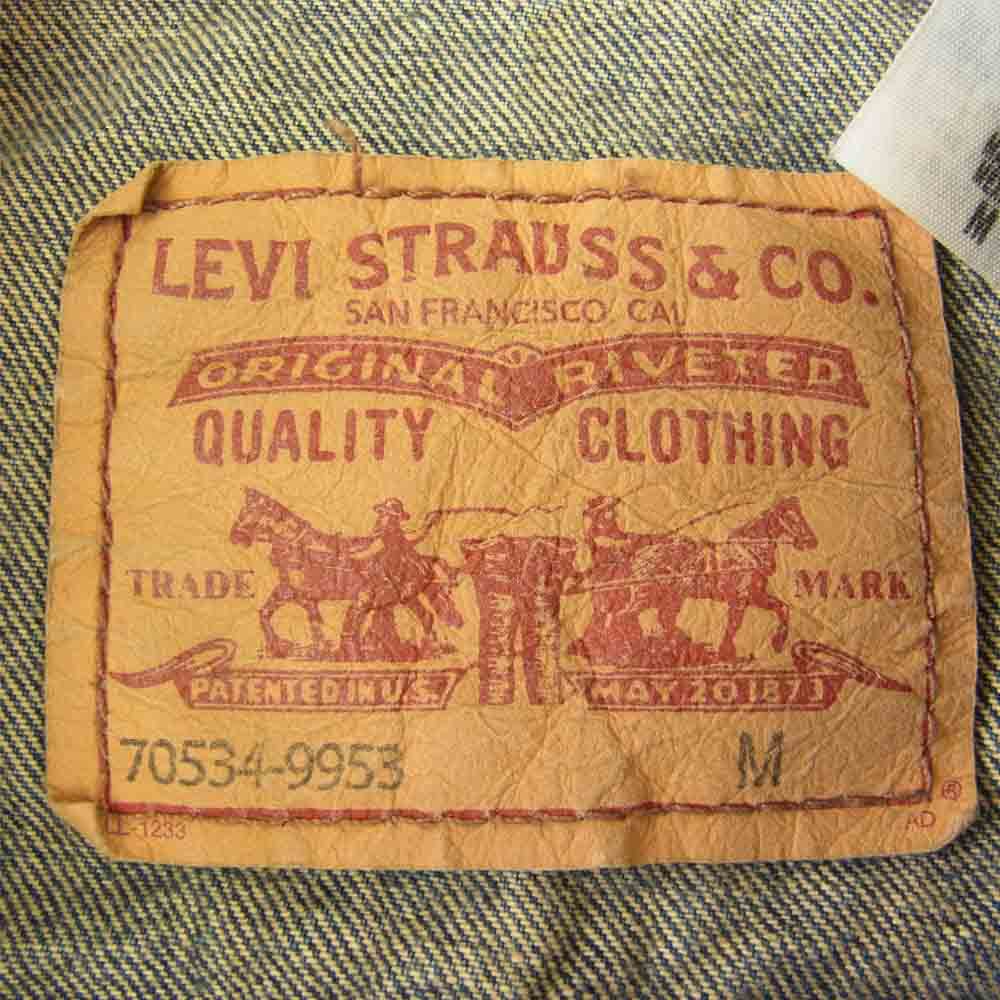 LEVI STRAUSS & CO.
SAN FRANCISCO CAL
ORIGINAL RIVETED
QUALITY CLOTHING
TRADE MARK
PATENTED IN U.S. MAY 20 1873
70534-9953 M
®
-1233 AD